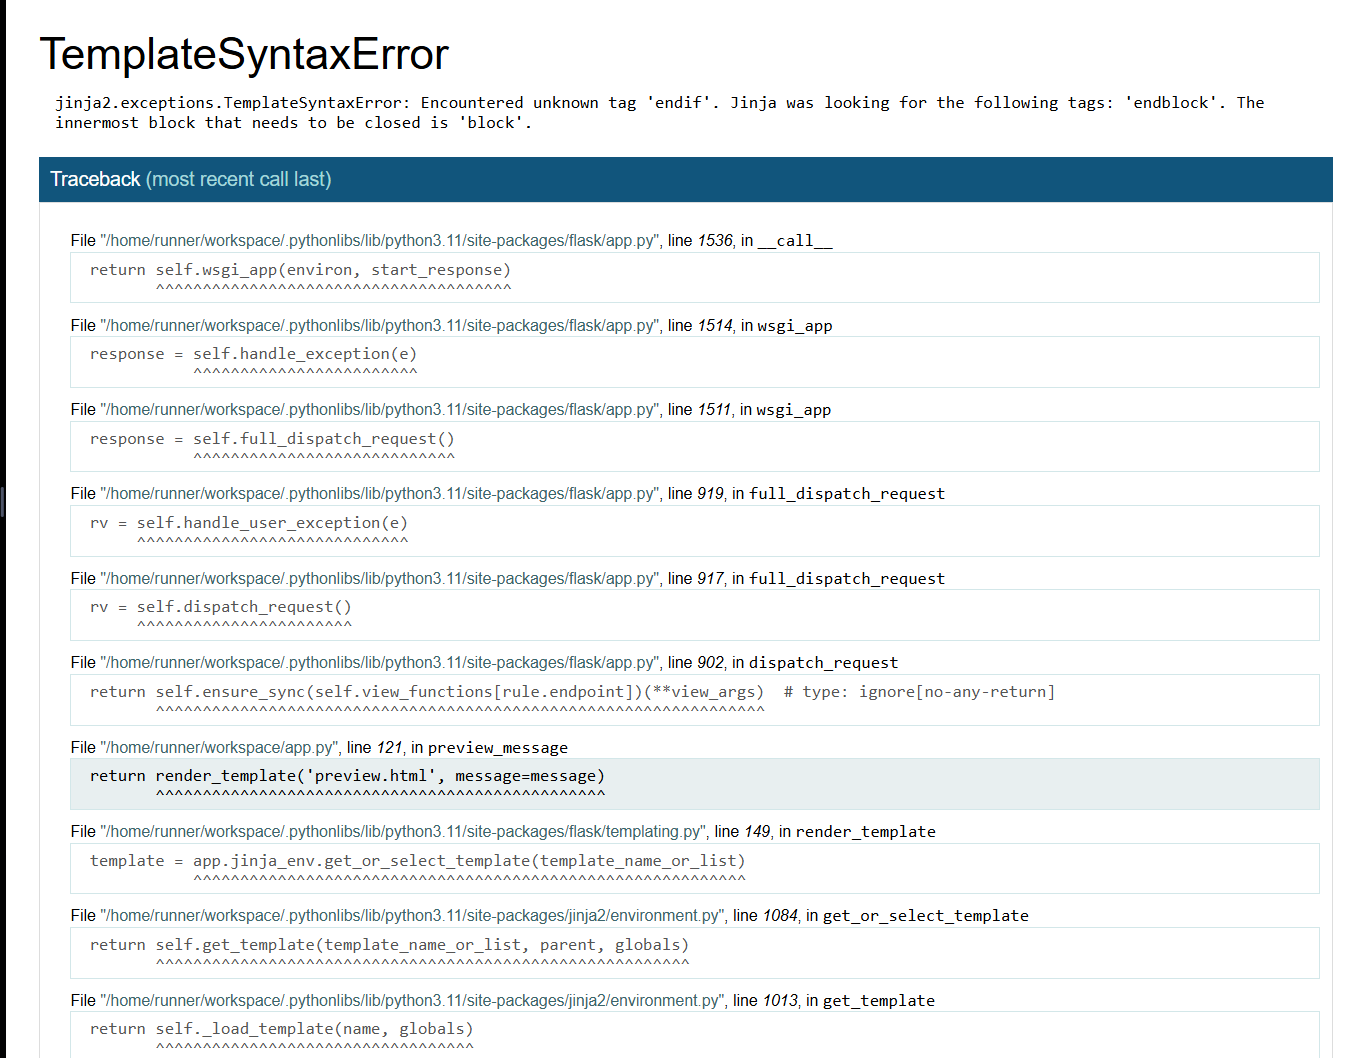 TemplateSyntaxError
jinja2.exceptions.TemplateSyntaxError: Encountered unknown tag 'endif'. Jinja was looking for the following tags: 'endblock'. The
innermost block that needs to be closed is 'block'.
Traceback (most recent call last)
File "/home/runner/workspace/.pythonlibs/lib/python3.11/site-packages/flask/app.py", line 1536, in __call__
return self.wsgi_app(environ, start_response)
^^^^^^^^^^^^^^^^^^^^^^^^^^^^^^^^^^^^^^
File "/home/runner/workspace/.pythonlibs/lib/python3.11/site-packages/flask/app.py", line 1514, in wsgi_app
response = self.handle_exception(e)
^^^^^^^^^^^^^^^^^^^^^^^^
File "/home/runner/workspace/.pythonlibs/lib/python3.11/site-packages/flask/app.py", line 1511, in wsgi_app
response = self.full_dispatch_request()
^^^^^^^^^^^^^^^^^^^^^^^^^^^^
File "/home/runner/workspace/.pythonlibs/lib/python3.11/site-packages/flask/app.py", line 919, in full_dispatch_request
rv = self.handle_user_exception(e)
^^^^^^^^^^^^^^^^^^^^^^^^^^^^^
File "/home/runner/workspace/.pythonlibs/lib/python3.11/site-packages/flask/app.py", line 917, in full_dispatch_request
rv = self.dispatch_request()
^^^^^^^^^^^^^^^^^^^^^^^
File "/home/runner/workspace/.pythonlibs/lib/python3.11/site-packages/flask/app.py", line 902, in dispatch_request
return self.ensure_sync(self.view_functions[rule.endpoint])(**view_args)  # type: ignore[no-any-return]
^^^^^^^^^^^^^^^^^^^^^^^^^^^^^^^^^^^^^^^^^^^^^^^^^^^^^^^^^^^^^^^^^
File "/home/runner/workspace/app.py", line 121, in preview_message
return render_template('preview.html', message=message)
^^^^^^^^^^^^^^^^^^^^^^^^^^^^^^^^^^^^^^^^^^^^^^^^
File "/home/runner/workspace/.pythonlibs/lib/python3.11/site-packages/flask/templating.py", line 149, in render_template
template = app.jinja_env.get_or_select_template(template_name_or_list)
^^^^^^^^^^^^^^^^^^^^^^^^^^^^^^^^^^^^^^^^^^^^^^^^^^^^^^^^^^^
File "/home/runner/workspace/.pythonlibs/lib/python3.11/site-packages/jinja2/environment.py", line 1084, in get_or_select_template
return self.get_template(template_name_or_list, parent, globals)
^^^^^^^^^^^^^^^^^^^^^^^^^^^^^^^^^^^^^^^^^^^^^^^^^^^^^^^^^
File "/home/runner/workspace/.pythonlibs/lib/python3.11/site-packages/jinja2/environment.py", line 1013, in get_template
return self._load_template(name, globals)
^^^^^^^^^^^^^^^^^^^^^^^^^^^^^^^^^^